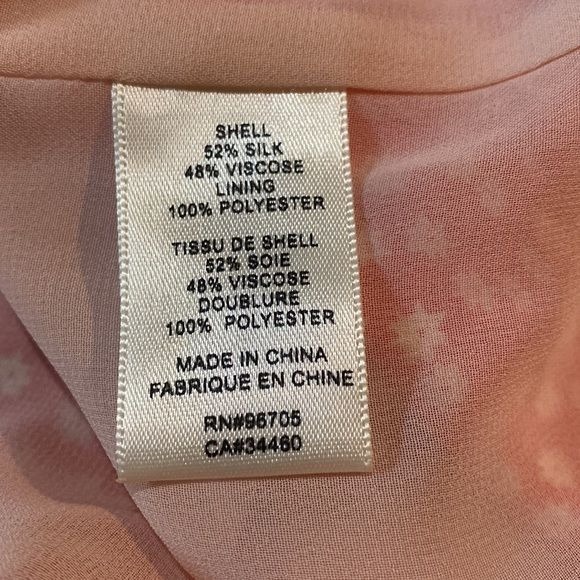 SHELL
52% SILK
48% VISCOSE
LINING
100% POLYESTER
TISSU DE SHELL
52% SOIE
48% VISCOSE
DOUBLURE
100% POLYESTER
MADE IN CHINA
FABRIQUE EN CHINE
RN#96705
CA#34460